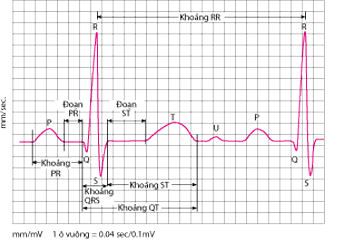 Khoảng RR
R
R
mm/sec.
Đoạn
PR
Đoạn
ST
P
T
U
P
Q
Q
Khoảng
PR
S
Khoảng ST
S
Khoảng
QRS
Khoảng QT
mm/mV 1 ô vuông = 0.04 sec/0.1mV